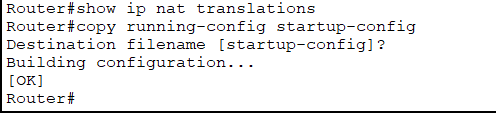 Router#show ip nat translations
Router#copy running-config startup-config
Destination filename [startup-config]?
Building configuration...
[OK]
Router#